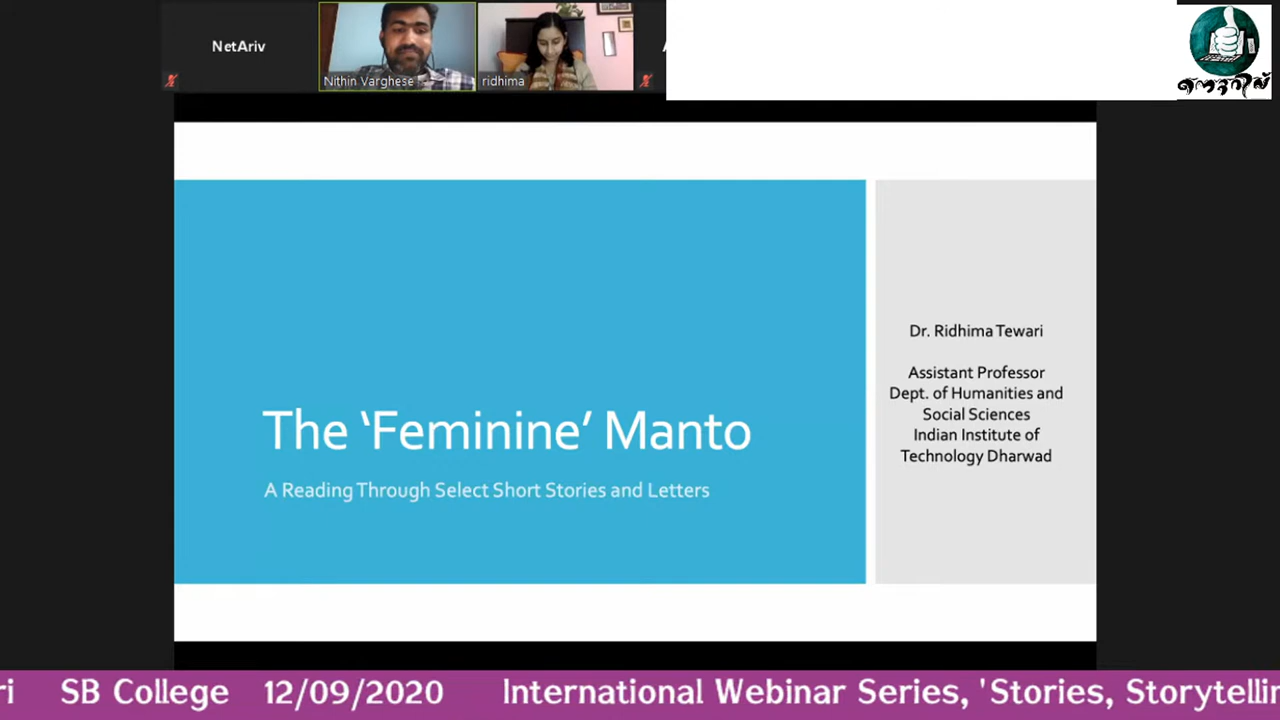 NetAriv
Nithin Varghese
ridhima
The ‘Feminine’ Manto
A Reading Through Select Short Stories and Letters
Dr. Ridhima Tewari
Assistant Professor
Dept. of Humanities and
Social Sciences
Indian Institute of
Technology Dharwad
ri SB College 12/09/2020 International Webinar Series, 'Stories, Storytellin